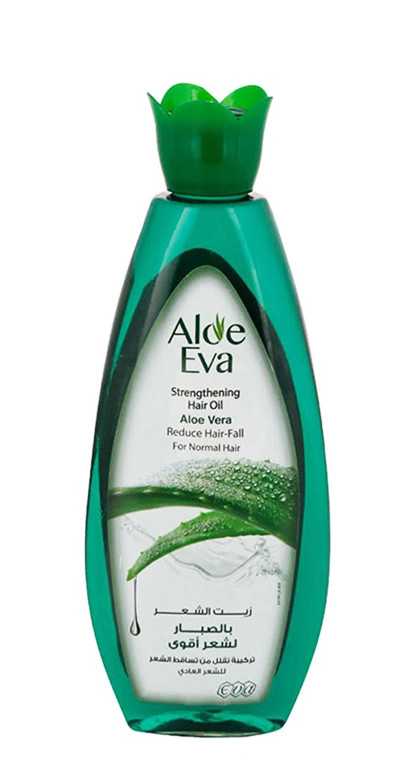 Aloe
Eva
Strengthening
Hair Oil
Aloe Vera
Reduce Hair-Fall
For Normal Hair
زيت الشعر
بالصبار
لشعر أقوى
تركيبة تقلل من تساقط الشعر
للشعر العادي
eva